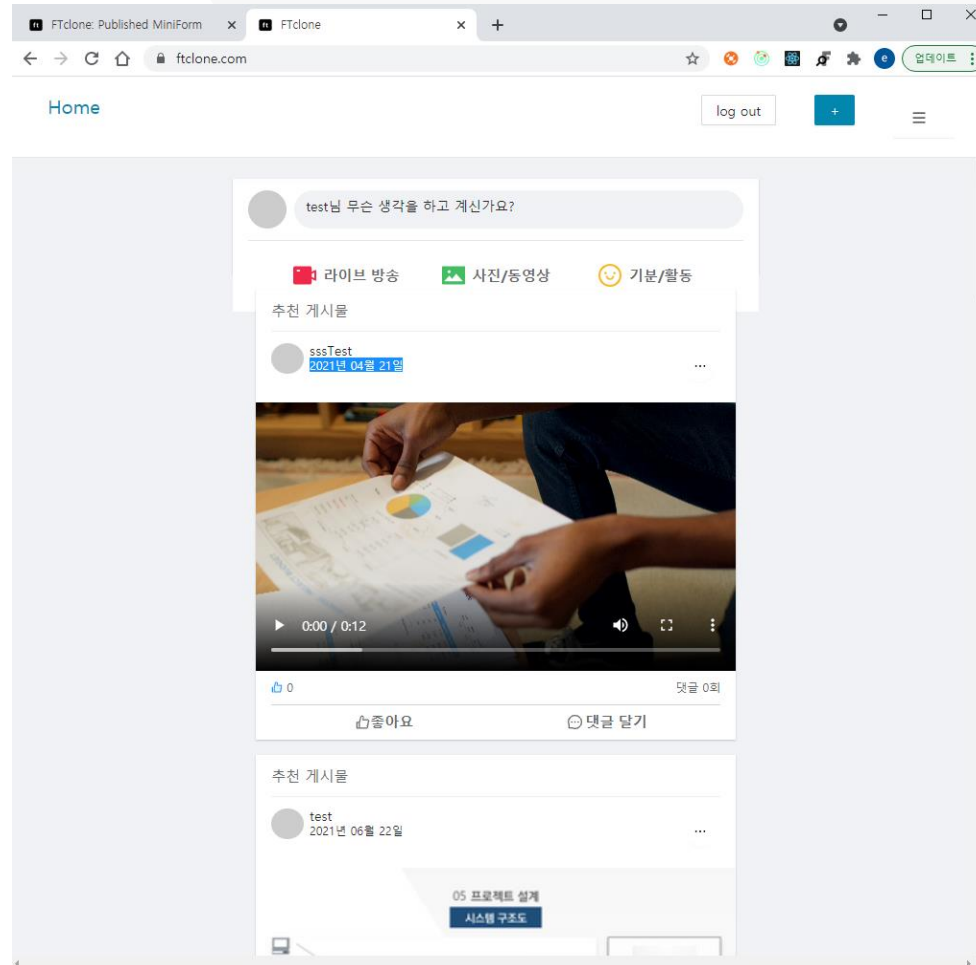 FTclone: Published MiniForm
FTclone
ftclone.com
e
업데이트
Home
log out
+
test님 무슨 생각을 하고 계신가요?
라이브 방송
사진/동영상
기분/활동
추천 게시물
sssTest
2021년 04월 21일
...
0:00 / 0:12
0
댓글 0회
좋아요
댓글 달기
추천 게시물
test
2021년 06월 22일
...
05 프로젝트 설계
시스템 구조도